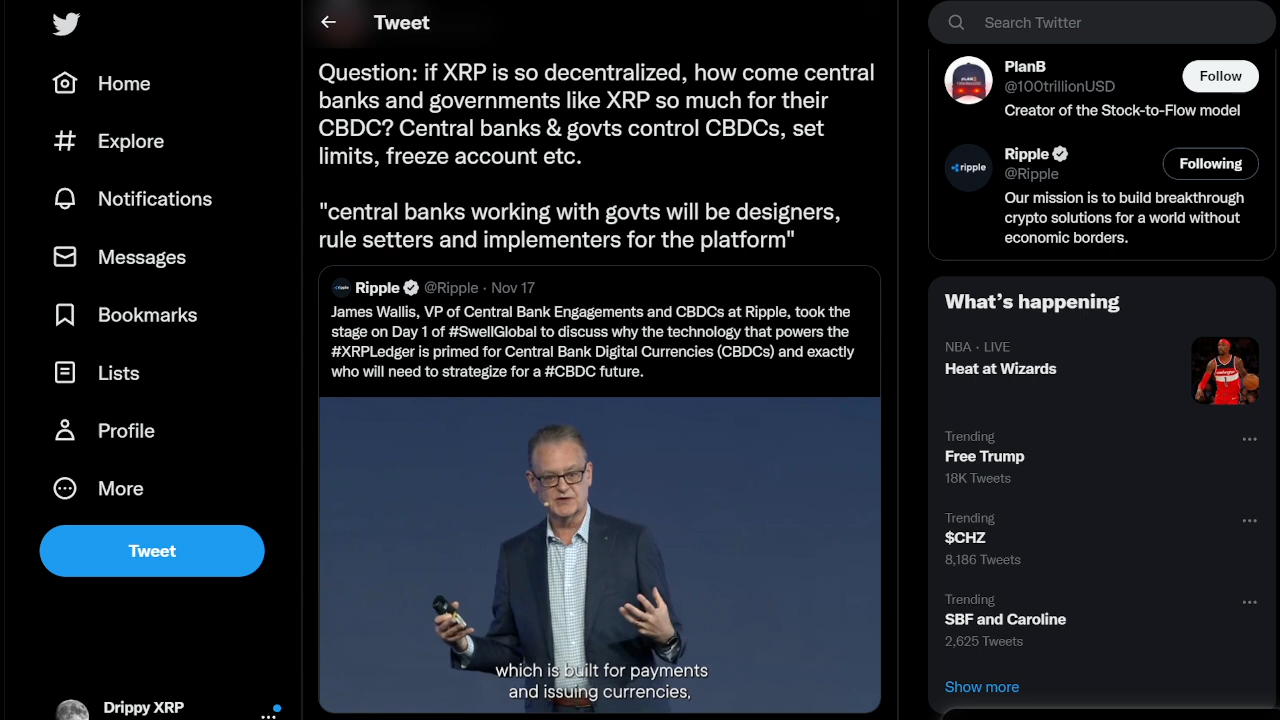 Home
Explore
Notifications
Messages
Bookmarks
Lists
Profile
More
Tweet
Drippy XRP
Tweet
Question: if XRP is so decentralized, how come central
banks and governments like XRP so much for their
CBDC? Central banks & govts control CBDCs, set
limits, freeze account etc.
"central banks working with govts will be designers,
rule setters and implementers for the platform"
ripple
Ripple @Ripple · Nov 17
James Wallis, VP of Central Bank Engagements and CBDCs at Ripple, took the
stage on Day 1 of #SwellGlobal to discuss why the technology that powers the
#XRPLedger is primed for Central Bank Digital Currencies (CBDCs) and exactly
who will need to strategize for a #CBDC future.
which is built for payments
and issuing currencies,
Search Twitter
PlanB
@100trillionUSD
Follow
Creator of the Stock-to-Flow model
ripple
Ripple
@Ripple
Following
Our mission is to build breakthrough
crypto solutions for a world without
economic borders.
What's happening
NBA · LIVE
Heat at Wizards
Trending
Free Trump
18K Tweets
Trending
$CHZ
8,186 Tweets
Trending
SBF and Caroline
2,625 Tweets
Show more